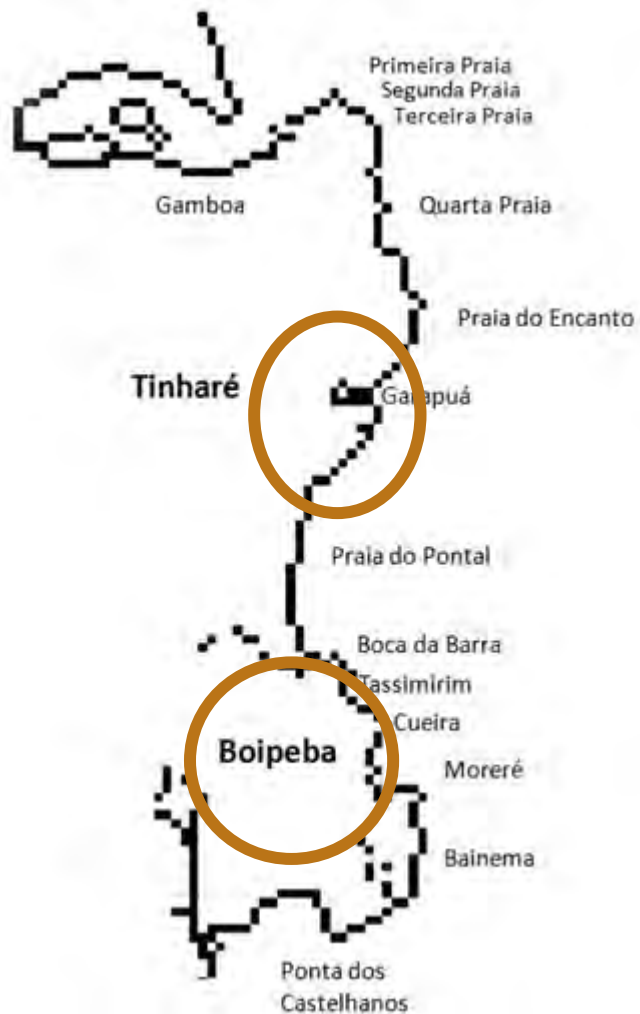 Primeira Praia
Segunda Praia
Terceira Praia
Gamboa
Quarta Praia
Praia do Encanto
Tinharé
Garapuá
Praia do Pontal
Boca da Barra
Tassimirim
Cueira
Boipeba
Moreré
Bainema
Ponta dos
Castelhanos